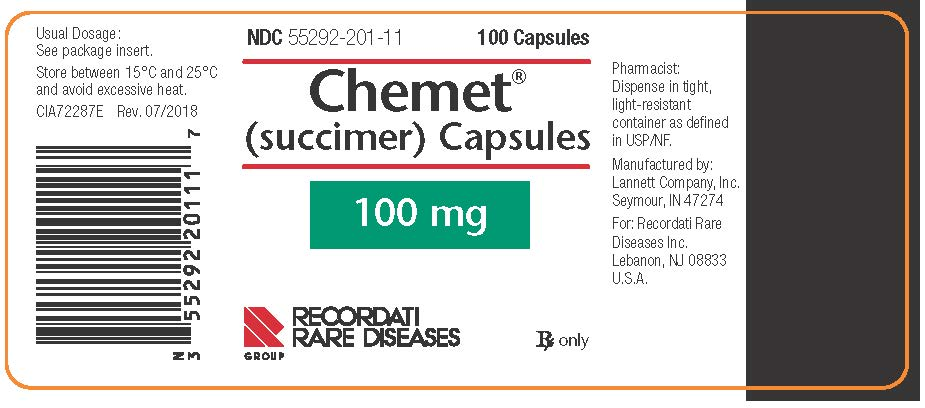 Usual Dosage:
See package insert.
Store between 15°C and 25°C
and avoid excessive heat.
CIA72287E Rev. 07/2018
N 3 55292 20111 7
NDC 55292-201-11 100 Capsules
Chemet®
(succimer) Capsules
100 mg
RECORDATI
RARE DISEASES
GROUP
℞ only
Pharmacist:
Dispense in tight,
light-resistant
container as defined
in USP/NF.
Manufactured by:
Lannett Company, Inc.
Seymour, IN 47274
For: Recordati Rare
Diseases Inc.
Lebanon, NJ 08833
U.S.A.